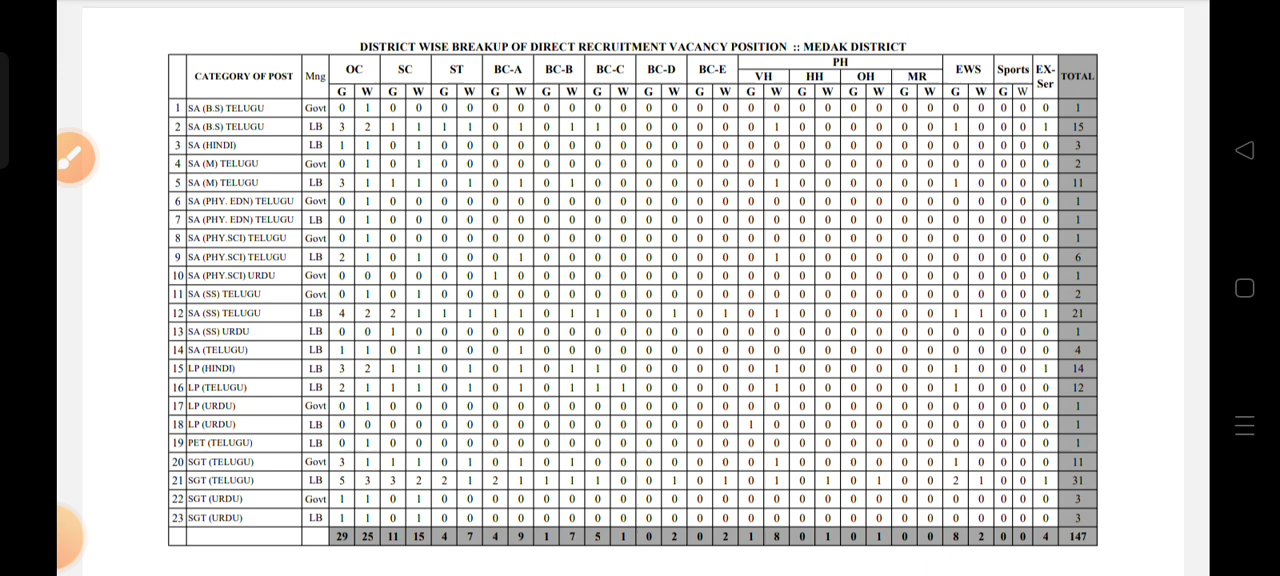 DISTRICT WISE BREAKUP OF DIRECT RECRUITMENT VACANCY POSITION :: MEDAK DISTRICT
CATEGORY OF POST Mng OC SC ST BC-A BC-B BC-C BC-D BC-E PH EWS Sports EX-Ser TOTAL
VH HH OH MR
G W G W G W G W G W G W G W G W G W G W G W G W G W G W
1 SA (B.S) TELUGU Govt 0 1 0 0 0 0 0 0 0 0 0 0 0 0 0 0 0 0 0 0 0 0 0 0 0 0 0 0 0 1
2 SA (B.S) TELUGU LB 3 2 1 1 1 1 0 1 0 1 1 0 0 0 0 0 0 1 0 0 0 0 0 0 1 0 0 0 1 15
3 SA (HINDI) LB 1 1 0 1 0 0 0 0 0 0 0 0 0 0 0 0 0 0 0 0 0 0 0 0 0 0 0 0 0 3
4 SA (M) TELUGU Govt 0 1 0 1 0 0 0 0 0 0 0 0 0 0 0 0 0 0 0 0 0 0 0 0 0 0 0 0 0 2
5 SA (M) TELUGU LB 3 1 1 1 0 1 0 1 0 1 0 0 0 0 0 0 0 1 0 0 0 0 0 0 1 0 0 0 0 11
6 SA (PHY. EDN) TELUGU Govt 0 1 0 0 0 0 0 0 0 0 0 0 0 0 0 0 0 0 0 0 0 0 0 0 0 0 0 0 0 1
7 SA (PHY. EDN) TELUGU LB 0 1 0 0 0 0 0 0 0 0 0 0 0 0 0 0 0 0 0 0 0 0 0 0 0 0 0 0 0 1
8 SA (PHY.SCI) TELUGU Govt 0 1 0 0 0 0 0 0 0 0 0 0 0 0 0 0 0 0 0 0 0 0 0 0 0 0 0 0 0 1
9 SA (PHY.SCI) TELUGU LB 2 1 0 1 0 0 0 1 0 0 0 0 0 0 0 0 0 1 0 0 0 0 0 0 0 0 0 0 0 6
10 SA (PHY.SCI) URDU Govt 0 0 0 0 0 0 1 0 0 0 0 0 0 0 0 0 0 0 0 0 0 0 0 0 0 0 0 0 0 1
11 SA (SS) TELUGU Govt 0 1 0 1 0 0 0 0 0 0 0 0 0 0 0 0 0 0 0 0 0 0 0 0 0 0 0 0 0 2
12 SA (SS) TELUGU LB 4 2 2 1 1 1 1 1 0 1 1 0 0 1 0 1 0 1 0 0 0 0 0 0 1 1 0 0 1 21
13 SA (SS) URDU LB 0 0 1 0 0 0 0 0 0 0 0 0 0 0 0 0 0 0 0 0 0 0 0 0 0 0 0 0 0 1
14 SA (TELUGU) LB 1 1 0 1 0 0 0 1 0 0 0 0 0 0 0 0 0 0 0 0 0 0 0 0 0 0 0 0 0 4
15 LP (HINDI) LB 3 2 1 1 0 1 0 1 0 1 1 0 0 0 0 0 0 1 0 0 0 0 0 0 1 0 0 0 1 14
16 LP (TELUGU) LB 2 1 1 1 0 1 0 1 0 1 1 1 0 0 0 0 0 1 0 0 0 0 0 0 1 0 0 0 0 12
17 LP (URDU) Govt 0 1 0 0 0 0 0 0 0 0 0 0 0 0 0 0 0 0 0 0 0 0 0 0 0 0 0 0 0 1
18 LP (URDU) LB 0 0 0 0 0 0 0 0 0 0 0 0 0 0 0 0 1 0 0 0 0 0 0 0 0 0 0 0 0 1
19 PET (TELUGU) LB 0 1 0 0 0 0 0 0 0 0 0 0 0 0 0 0 0 0 0 0 0 0 0 0 0 0 0 0 0 1
20 SGT (TELUGU) Govt 3 1 1 1 0 1 0 1 0 1 0 0 0 0 0 0 0 1 0 0 0 0 0 0 1 0 0 0 0 11
21 SGT (TELUGU) LB 5 3 3 2 2 1 2 1 1 1 1 0 0 1 0 1 0 1 0 1 0 1 0 0 2 1 0 0 1 31
22 SGT (URDU) Govt 1 1 0 1 0 0 0 0 0 0 0 0 0 0 0 0 0 0 0 0 0 0 0 0 0 0 0 0 0 3
23 SGT (URDU) LB 1 1 0 1 0 0 0 0 0 0 0 0 0 0 0 0 0 0 0 0 0 0 0 0 0 0 0 0 0 3
29 25 11 15 4 7 4 9 1 7 5 1 0 2 0 2 1 8 0 1 0 1 0 0 8 2 0 0 4 147